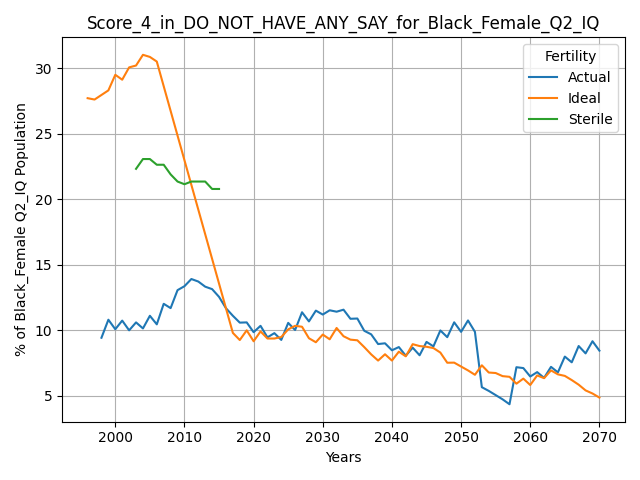 Score_4_in_DO_NOT_HAVE_ANY_SAY_for_Black_Female_Q2_IQ
Fertility
Actual
Ideal
Sterile
% of Black_Female Q2_IQ Population
30
25
20
15
10
5
2000 2010 2020 2030 2040 2050 2060 2070
Years